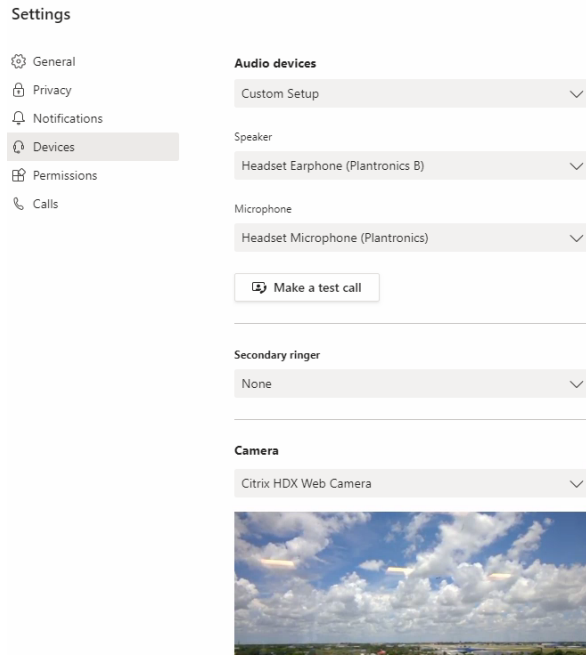 Settings
General
Privacy
Notifications
Devices
Permissions
Calls
Audio devices
Custom Setup
Speaker
Headset Earphone (Plantronics B)
Microphone
Headset Microphone (Plantronics)
Make a test call
Secondary ringer
None
Camera
Citrix HDX Web Camera